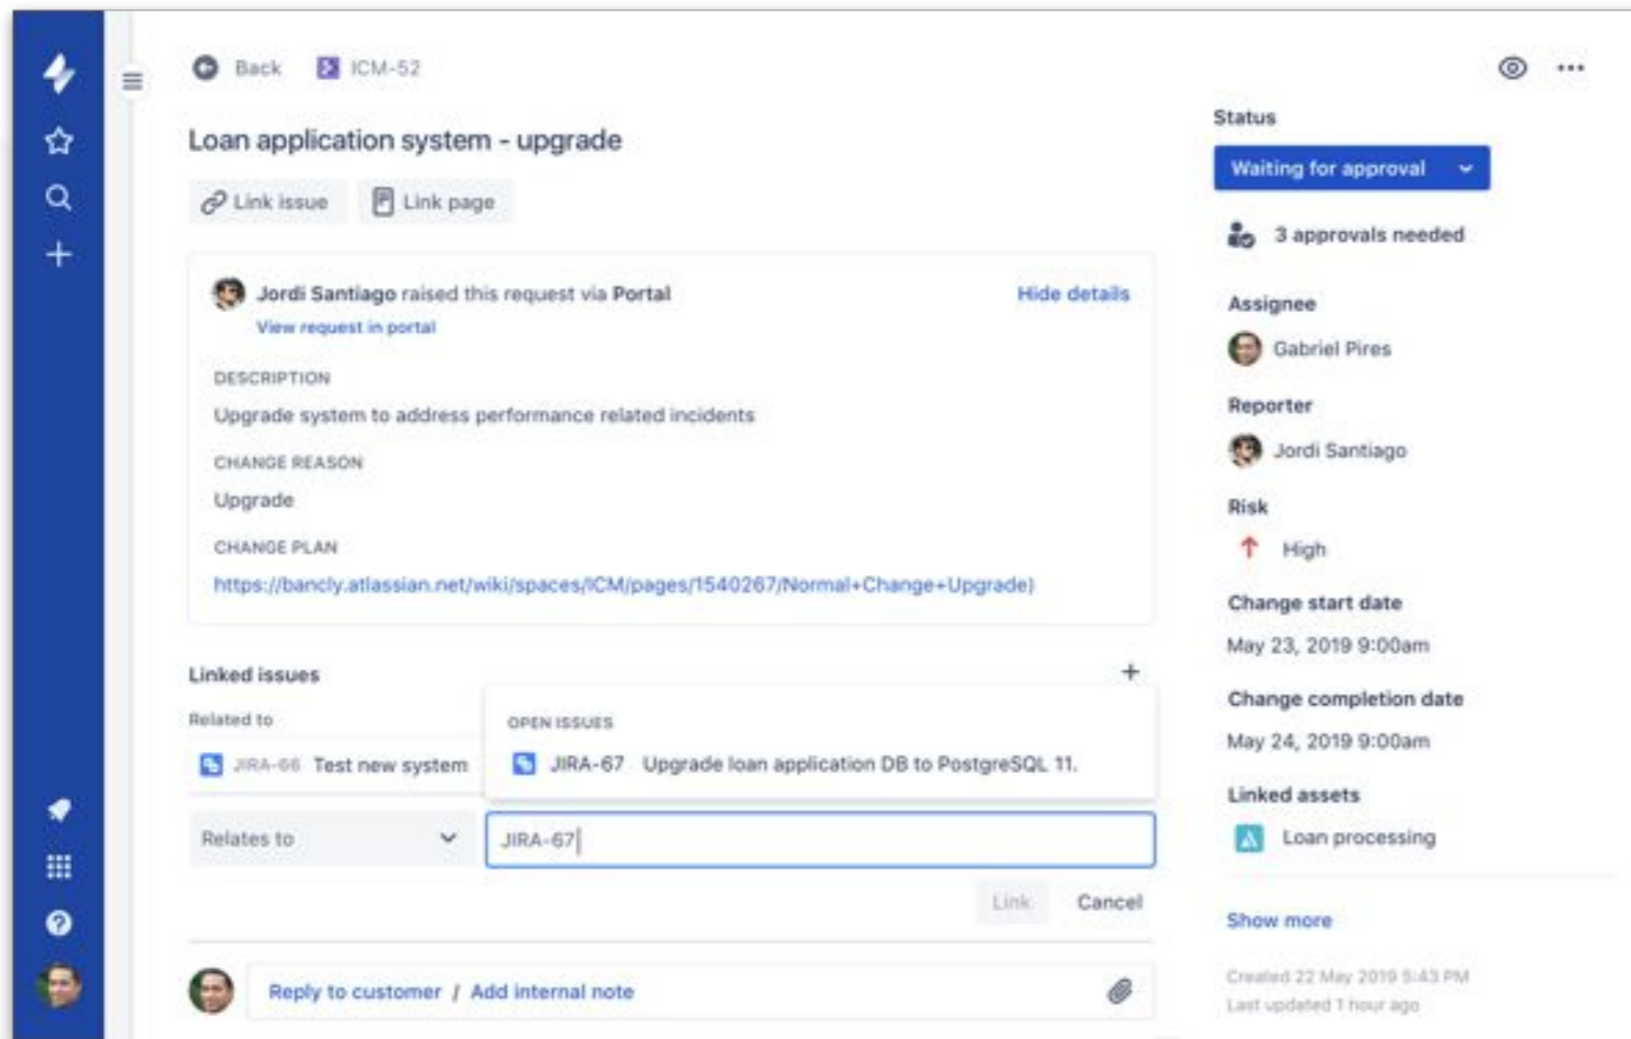 Back ICM-52
Loan application system - upgrade
Link issue Link page
Jordi Santiago raised this request via Portal Hide details
View request in portal
DESCRIPTION
Upgrade system to address performance related incidents
CHANGE REASON
Upgrade
CHANGE PLAN
https://bancly.atlassian.net/wiki/spaces/ICM/pages/1540267/Normal+Change+Upgrade)
Linked issues
Related to
JIRA-66 Test new system
OPEN ISSUES
JIRA-67 Upgrade loan application DB to PostgreSQL 11.
Relates to JIRA-67
Link Cancel
Reply to customer / Add internal note
Status
Waiting for approval
3 approvals needed
Assignee
Gabriel Pires
Reporter
Jordi Santiago
Risk
High
Change start date
May 23, 2019 9:00am
Change completion date
May 24, 2019 9:00am
Linked assets
Loan processing
Show more
Created 22 May 2019 5:43 PM
Last updated 1 hour ago